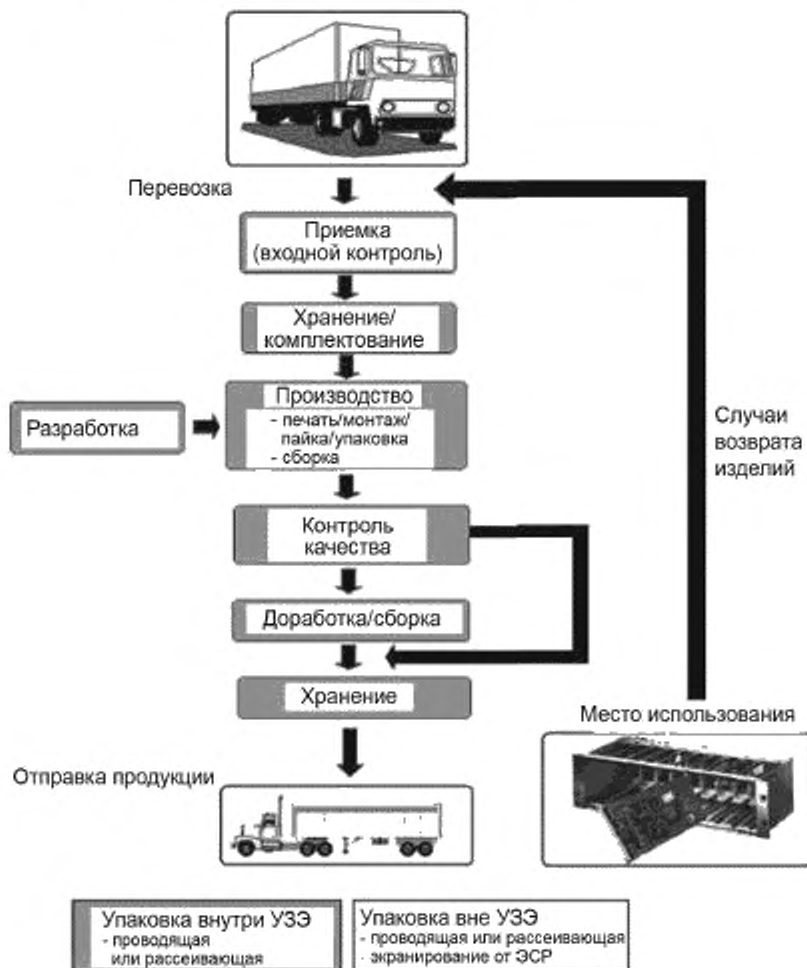 Перевозка
Приемка
(входной контроль)
Хранение/
комплектование
Производство
- печать/монтаж/
пайка/упаковка
- сборка
Разработка
Случаи
возврата
изделий
Контроль
качества
Доработка/сборка
Хранение
Место использования
Отправка продукции
Упаковка внутри УЗЭ
- проводящая
или рассеивающая
Упаковка вне УЗЭ
- проводящая или рассеивающая
- экранирование от ЭСР